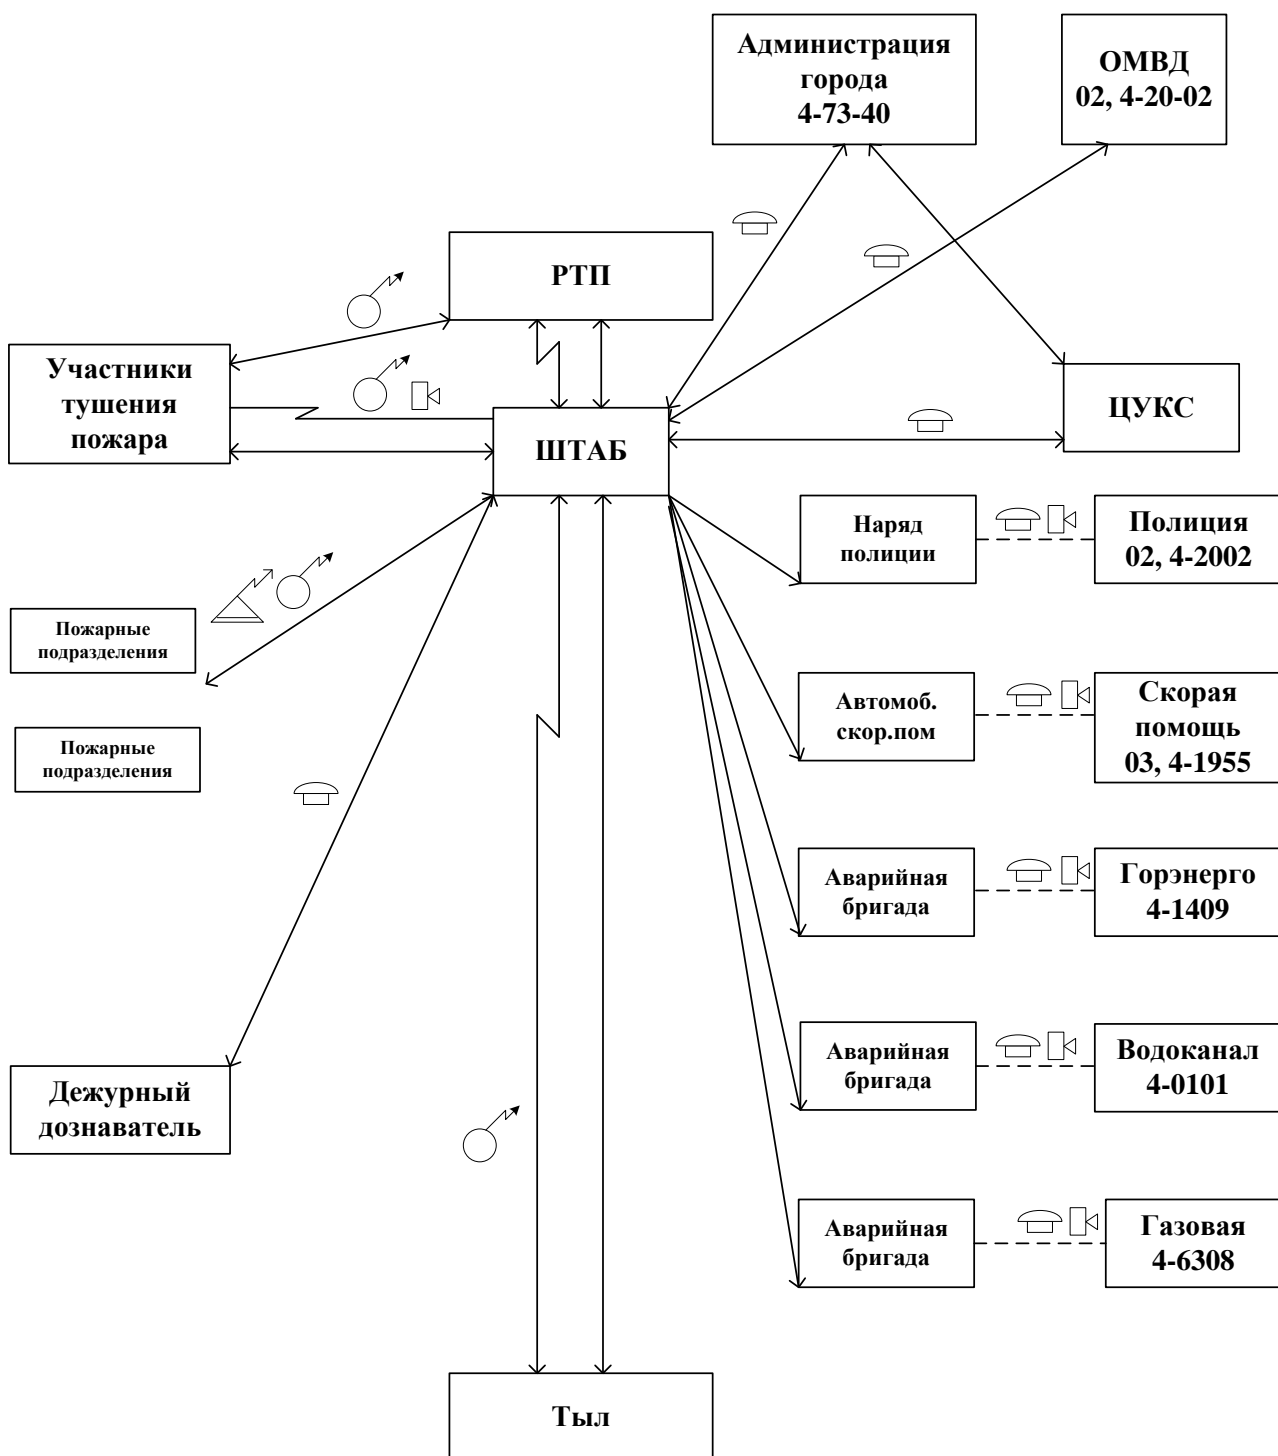 Администрация
города
4-73-40
ОМВД
02, 4-20-02
РТП
Участники
тушения
пожара
ШТАБ
ЦУКС
Наряд
полиции
Полиция
02, 4-2002
Пожарные
подразделения
Автомоб.
скор.пом
Скорая
помощь
03, 4-1955
Пожарные
подразделения
Аварийная
бригада
Горэнерго
4-1409
Аварийная
бригада
Водоканал
4-0101
Дежурный
дознаватель
Аварийная
бригада
Газовая
4-6308
Тыл